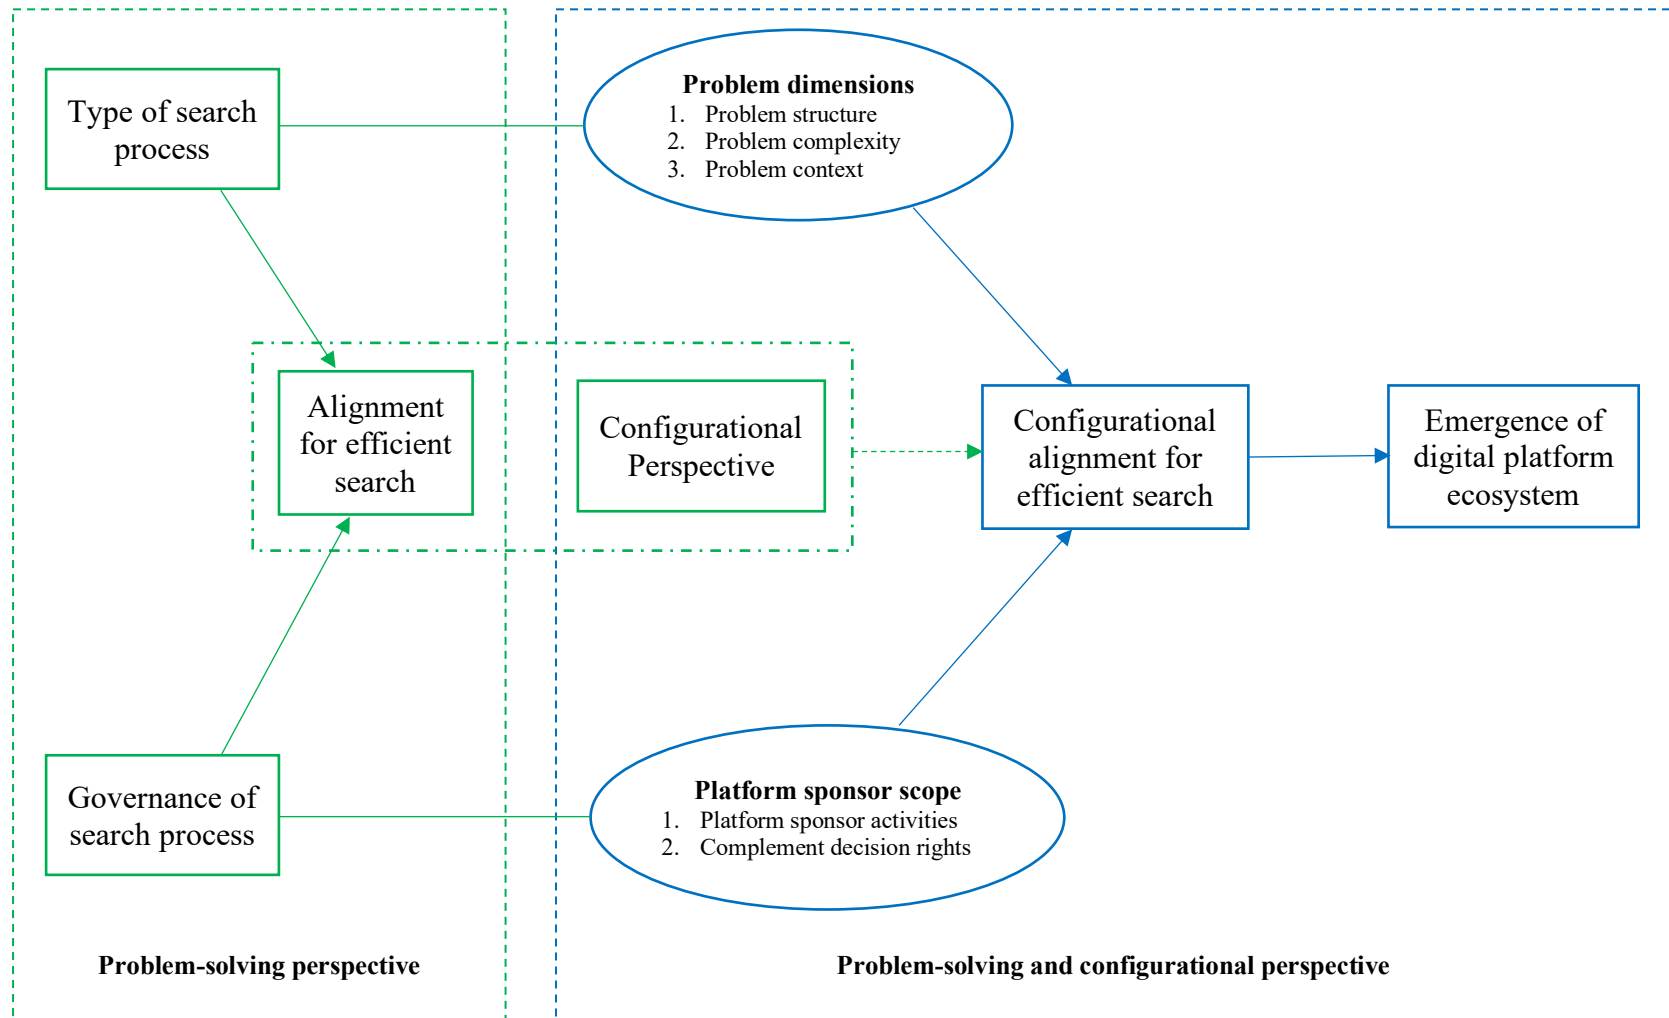 Type of search
process
Problem dimensions
1. Problem structure
2. Problem complexity
3. Problem context
Alignment
for efficient
search
Configurational
Perspective
Configurational
alignment for
efficient search
Emergence of
digital platform
ecosystem
Governance of
search process
Platform sponsor scope
1. Platform sponsor activities
2. Complement decision rights
Problem-solving perspective
Problem-solving and configurational perspective